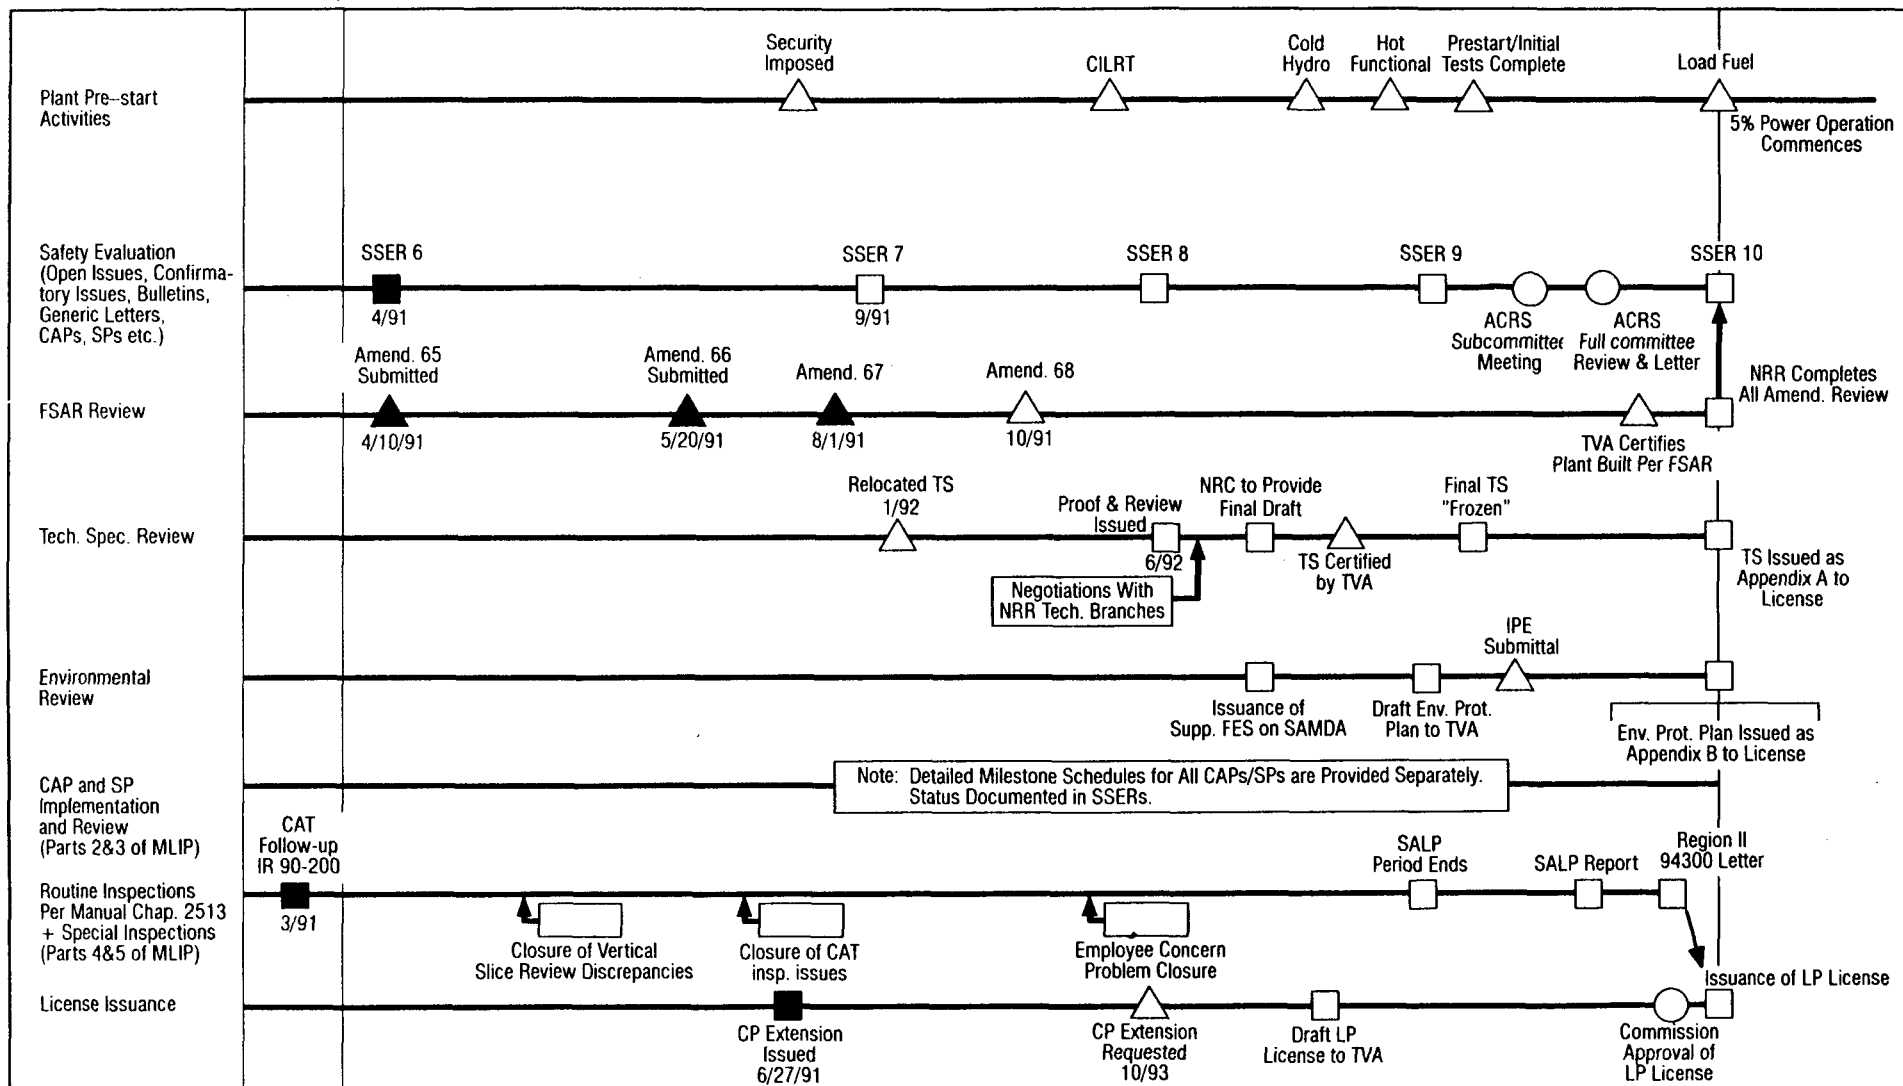 Security
Imposed
CILRT
Cold
Hydro
Hot
Functional
Prestart/Initial
Tests Complete
Load Fuel
Plant Pre-start
Activities
5% Power Operation
Commences
Safety Evaluation
(Open Issues, Confirma-
tory Issues, Bulletins,
Generic Letters,
CAPs, SPs etc.)
SSER 6
4/91
SSER 7
9/91
SSER 8
SSER 9
SSER 10
ACRS
Subcommittee
Meeting
ACRS
Full committee
Review & Letter
NRR Completes
All Amend. Review
FSAR Review
Amend. 65
Submitted
4/10/91
Amend. 66
Submitted
5/20/91
Amend. 67
8/1/91
Amend. 68
10/91
TVA Certifies
Plant Built Per FSAR
Tech. Spec. Review
Relocated TS
1/92
Proof & Review
Issued
6/92
Negotiations With
NRR Tech. Branches
NRC to Provide
Final Draft
TS Certified
by TVA
Final TS
"Frozen"
TS Issued as
Appendix A to
License
Environmental
Review
Issuance of
Supp. FES on SAMDA
Draft Env. Prot.
Plan to TVA
IPE
Submittal
Env. Prot. Plan Issued as
Appendix B to License
CAP and SP
Implementation
and Review
(Parts 2&3 of MLIP)
Note: Detailed Milestone Schedules for All CAPs/SPs are Provided Separately.
Status Documented in SSERs.
Routine Inspections
Per Manual Chap. 2513
+ Special Inspections
(Parts 4&5 of MLIP)
CAT
Follow-up
IR 90-200
3/91
Closure of Vertical
Slice Review Discrepancies
Closure of CAT
insp. issues
Employee Concern
Problem Closure
SALP
Period Ends
SALP Report
Region II
94300 Letter
License Issuance
CP Extension
Issued
6/27/91
CP Extension
Requested
10/93
Draft LP
License to TVA
Commission
Approval of
LP License
Issuance of LP License